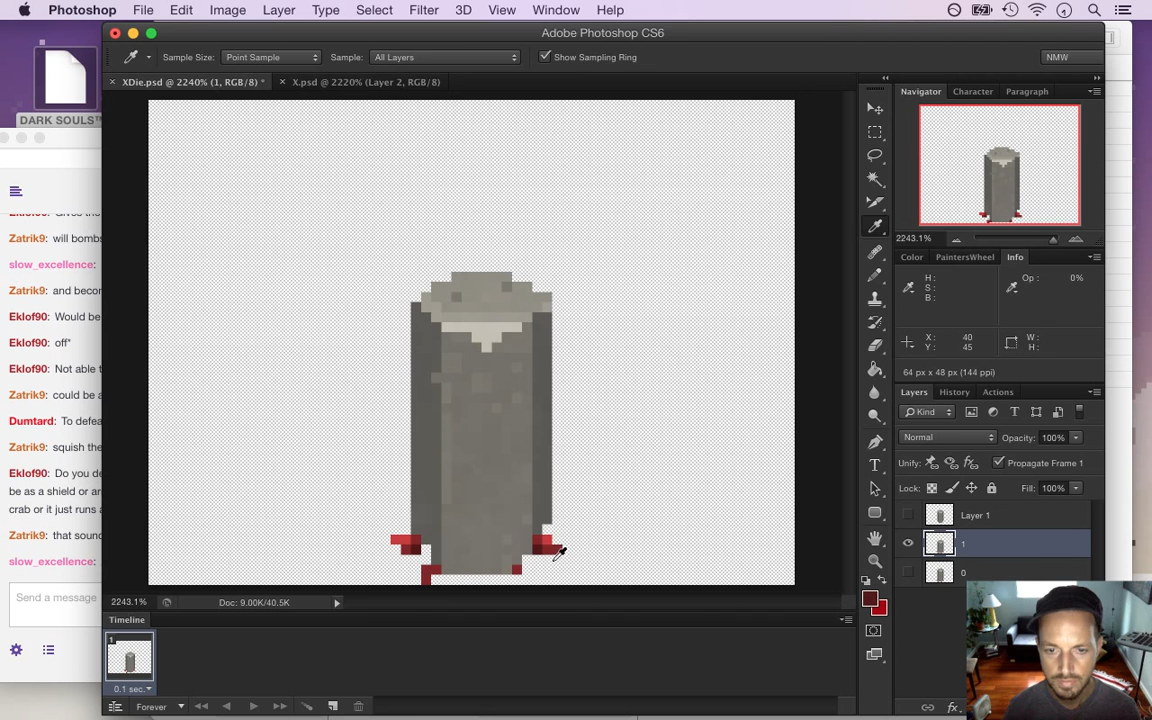 Photoshop File Edit Image Layer Type Select Filter 3D View Window Help
Adobe Photoshop CS6
Sample Size: Point Sample Sample: All Layers Show Sampling Ring NMW
XDie.psd @ 2240% (1, RGB/8) * X.psd @ 2220% (Layer 2, RGB/8)
DARK SOULS™
Navigator Character Paragraph
2243.1%
Color PaintersWheel Info
H:
S:
B:
Op: 0%
X: 40
Y: 45
W:
H:
64 px x 48 px (144 ppi)
Layers History Actions
Kind
Normal Opacity: 100%
Unify: Propagate Frame 1
Lock: Fill: 100%
Layer 1
1
0
Zatrik9: will bombs
slow_excellence:
Zatrik9: and becor
Eklof90: Would be
Eklof90: off*
Eklof90: Not able t
Zatrik9: could be a
Dumtard: To defea
Zatrik9: squish the
Eklof90: Do you de
be as a shield or ar
crab or it just runs a
Zatrik9: that sound
Send a message
2243.1% Doc: 9.00K/40.5K
Timeline
1
0.1 sec.
Forever